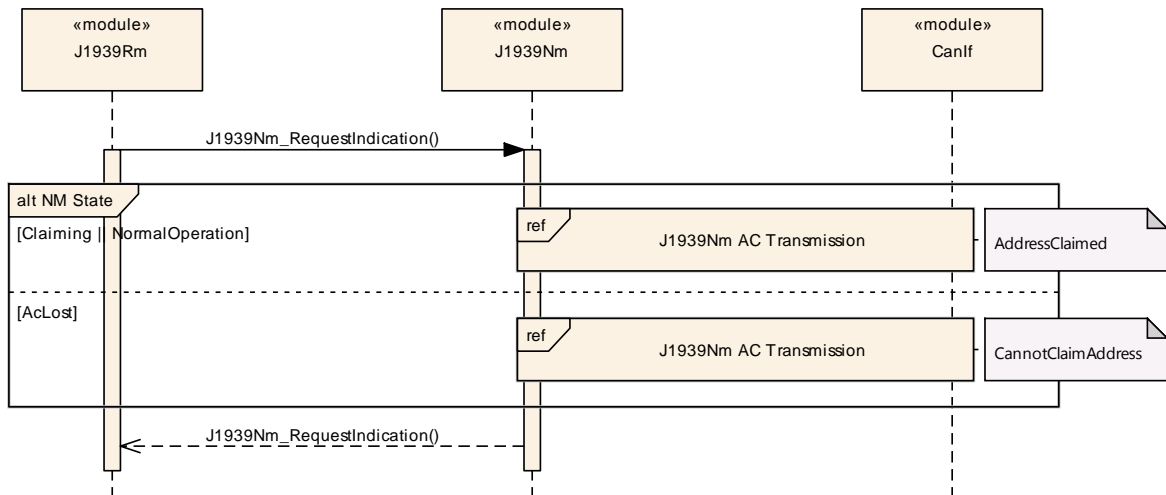 «module»
J1939Rm
«module»
J1939Nm
«module»
CanIf
J1939Nm_RequestIndication()
alt NM State
[Claiming || NormalOperation]
ref
J1939Nm AC Transmission
AddressClaimed
[AcLost]
ref
J1939Nm AC Transmission
CannotClaimAddress
J1939Nm_RequestIndication()